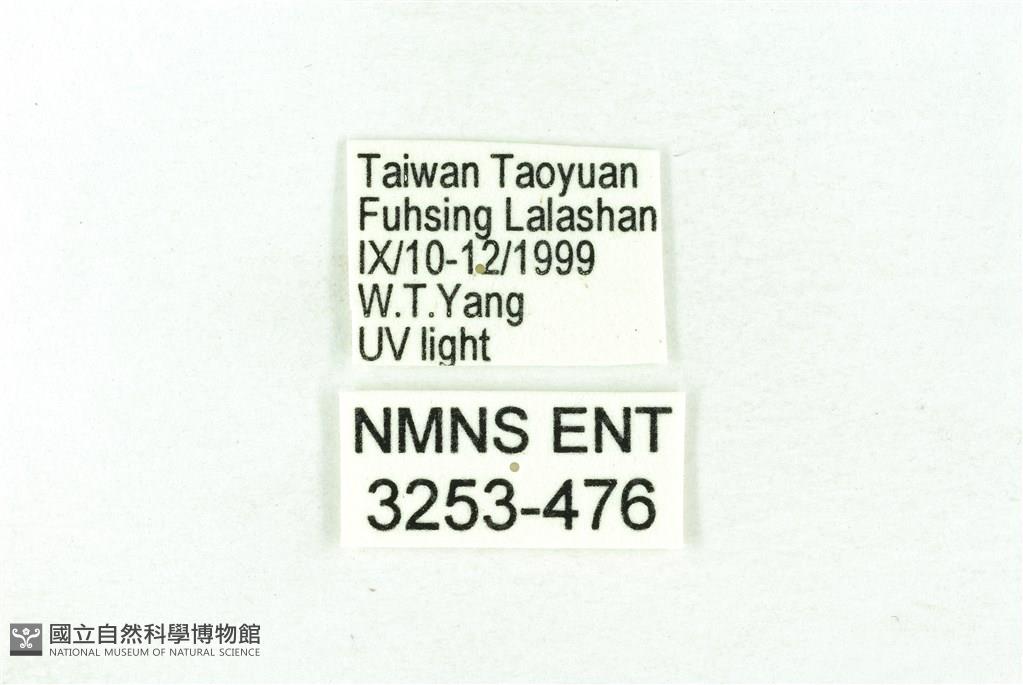 Taiwan Taoyuan
Fuhsing Lalashan
IX/10-12/1999
W.T.Yang
UV light
NMNS ENT
3253-476
國立自然科學博物館
NATIONAL MUSEUM OF NATURAL SCIENCE